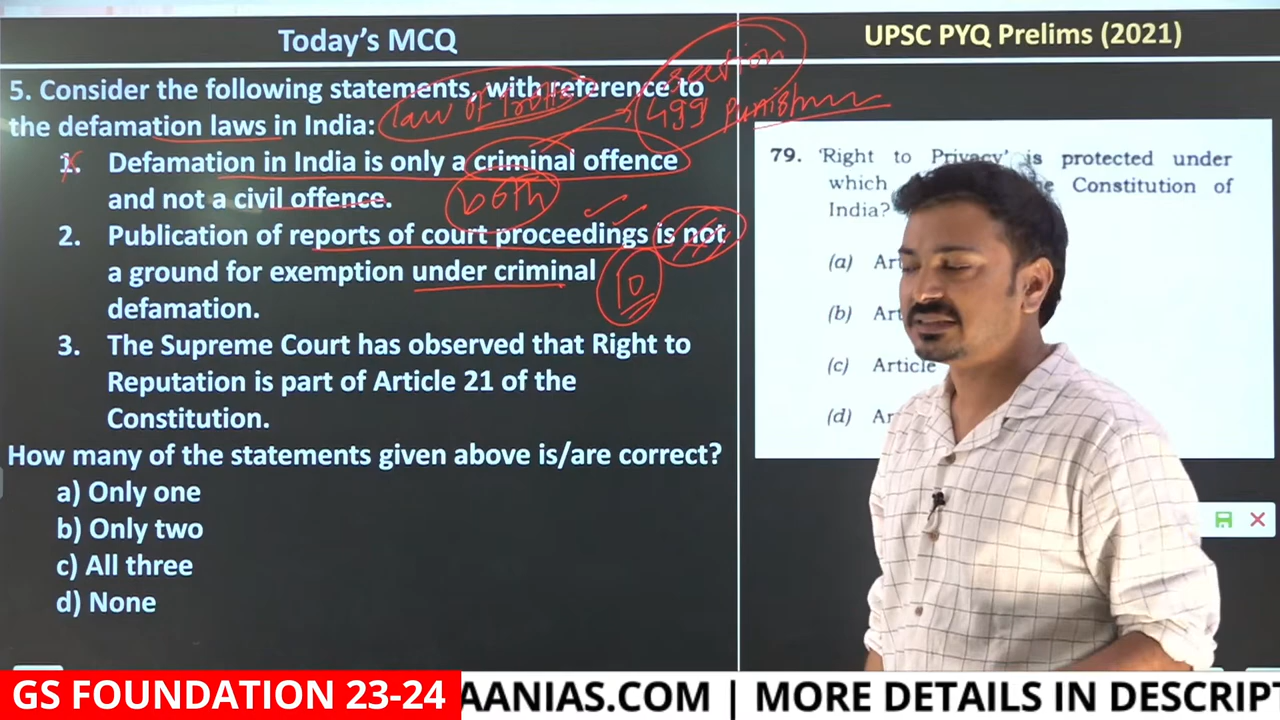 Today's MCQ
5. Consider the following statements, with reference to
the defamation laws in India:
law of Torts
section
499 Punishm
1. Defamation in India is only a criminal offence
and not a civil offence.
both
2. Publication of reports of court proceedings is not
a ground for exemption under criminal
defamation.
10
3. The Supreme Court has observed that Right to
Reputation is part of Article 21 of the
Constitution.
How many of the statements given above is/are correct?
a) Only one
b) Only two
c) All three
d) None
UPSC PYQ Prelims (2021)
79. 'Right to Privacy' is protected under
which Constitution of
India?
(a)
(b)
(c) Article
(d)
GS FOUNDATION 23-24
AANIAS.COM | MORE DETAILS IN DESCRIPT